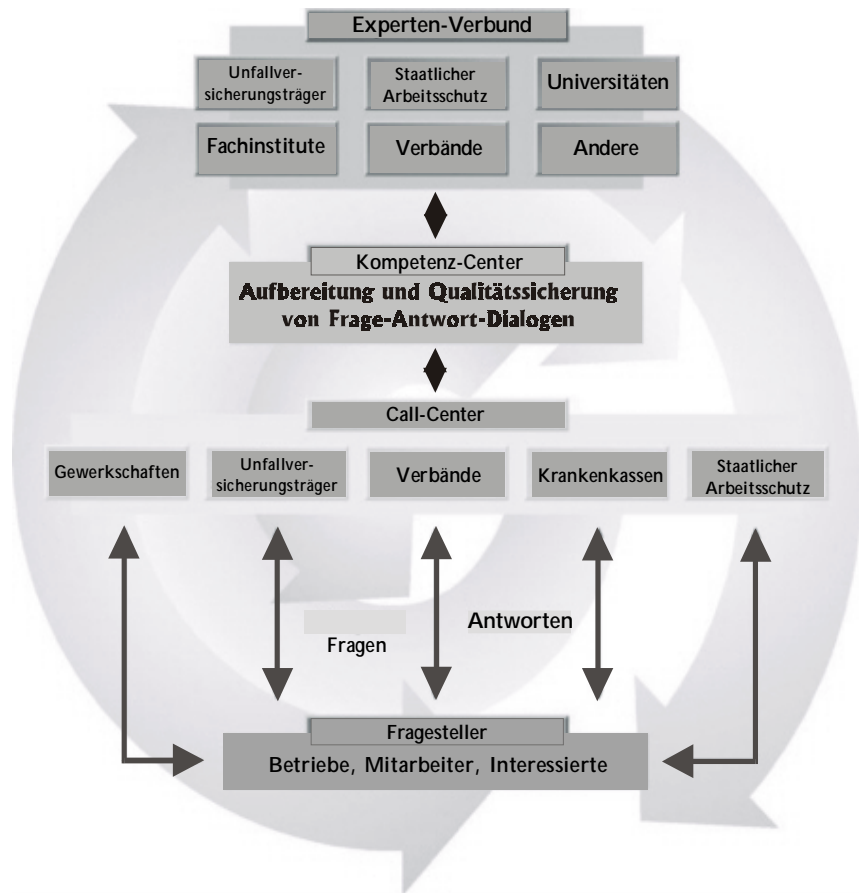 Experten-Verbund
Unfallver-
sicherungsträger
Staatlicher
Arbeitsschutz
Universitäten
Fachinstitute
Verbände
Andere
Kompetenz-Center
Aufbereitung und Qualitätssicherung
von Frage-Antwort-Dialogen
Call-Center
Gewerkschaften
Unfallver-
sicherungsträger
Verbände
Krankenkassen
Staatlicher
Arbeitsschutz
Fragen
Antworten
Fragesteller
Betriebe, Mitarbeiter, Interessierte